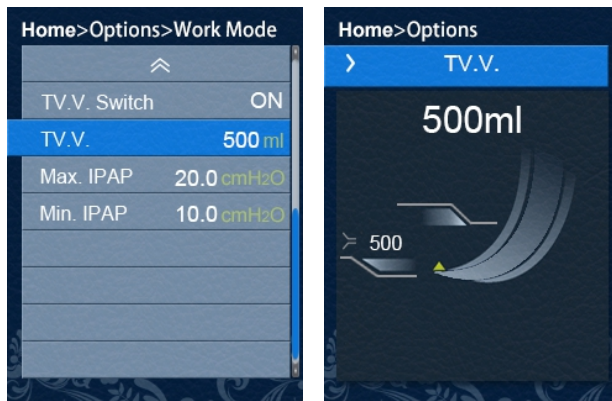 Home>Options>Work Mode
TV.V. Switch ON
TV.V. 500 ml
Max. IPAP 20.0 cmH2O
Min. IPAP 10.0 cmH2O
Home>Options
TV.V.
500ml
500